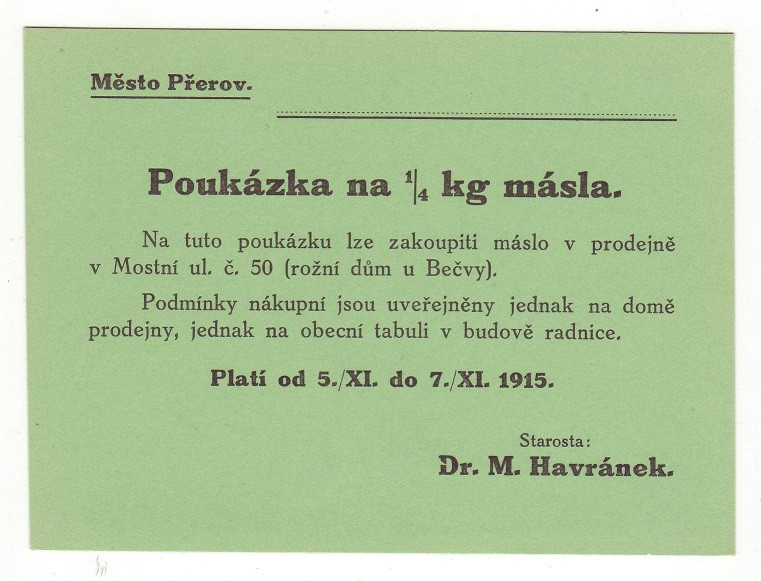 Město Přerov.
Poukázka na 1/4 kg másla.
Na tuto poukázku lze zakoupiti máslo v prodejně
v Mostní ul. č. 50 (rožní dům u Bečvy).
Podmínky nákupní jsou uveřejněny jednak na domě
prodejny, jednak na obecní tabuli v budově radnice.
Platí od 5./XI. do 7./XI. 1915.
Starosta:
Dr. M. Havránek.